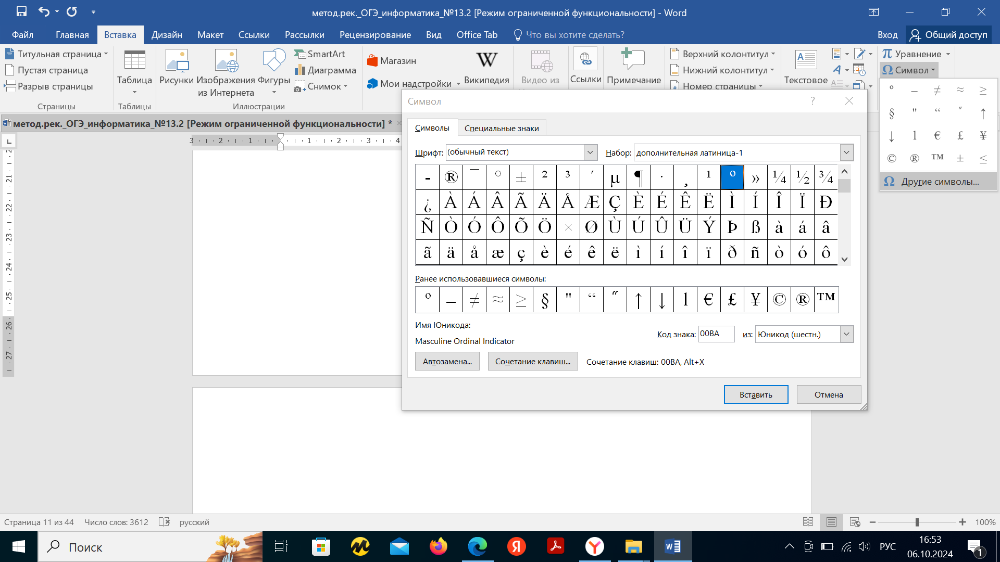 метод.рек._ОГЭ_информатика_№13.2 [Режим ограниченной функциональности] - Word
Файл Главная Вставка Дизайн Макет Ссылки Рассылки Рецензирование Вид Office Tab Что вы хотите сделать? Вход Общий доступ
Титульная страница
Пустая страница
Разрыв страницы
Страницы
Таблица
Таблицы
Рисунки
Изображения из Интернета
Фигуры
SmartArt
Диаграмма
Снимок
Иллюстрации
Магазин
Мои надстройки
W
Википедия
Видео из
Ссылки
Примечание
Верхний колонтитул
Нижний колонтитул
Номер страницы
Текстовое
π Уравнение
Ω Символ
º – ≠ ≈ ≥
§ " “ ″ ↑
↓ l € £ ¥
© ® ™ ± ≤
Ω Другие символы...
метод.рек._ОГЭ_информатика_№13.2 [Режим ограниченной функциональности] *
3 2 1 1 2 3 4
21
22
23
24
25
26
27
Символ
?
Символы Специальные знаки
Шрифт: (обычный текст) Набор: дополнительная латиница-1
- ® ¯ ° ± ² ³ ´ µ ¶ · ¸ ¹ º » ¼ ½ ¾
¿ À Á Â Ã Ä Å Æ Ç È É Ê Ë Ì Í Î Ï Ð
Ñ Ò Ó Ô Õ Ö × Ø Ù Ú Û Ü Ý Þ ß à á â
ã ä å æ ç è é ê ë ì í î ï ð ñ ò ó ô
Ранее использовавшиеся символы:
º – ≠ ≈ ≥ § " “ ″ ↑ ↓ l € £ ¥ © ® ™
Имя Юникода:
Masculine Ordinal Indicator
Код знака: 00BA из: Юникод (шестн.)
Автозамена... Сочетание клавиш... Сочетание клавиш: 00BA, Alt+X
Вставить Отмена
Страница 11 из 44 Число слов: 3612 русский 100%
Поиск
РУС
16:53
06.10.2024
1